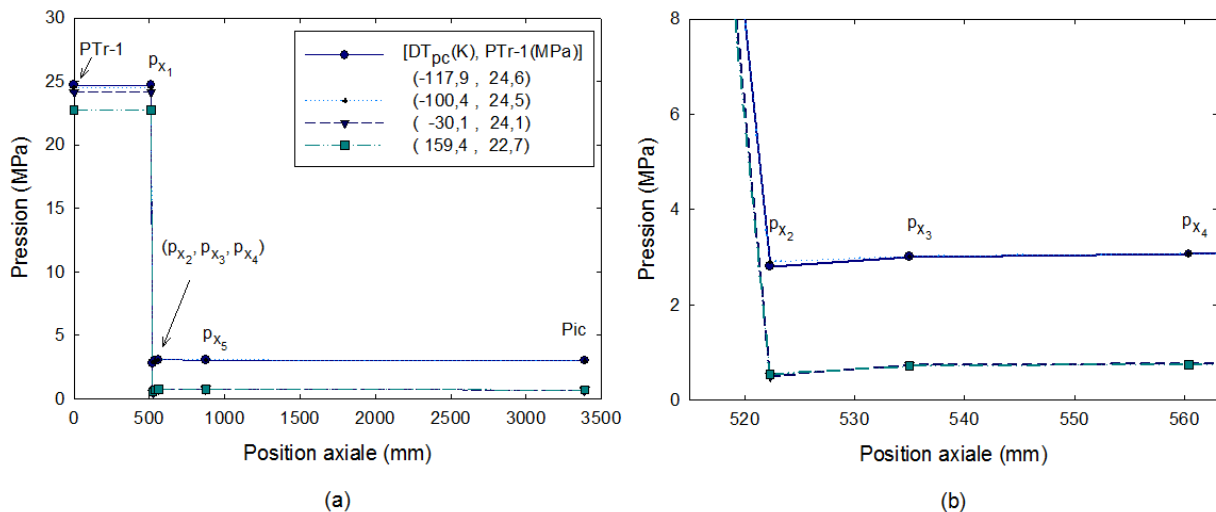 30
25
20
15
10
5
0
Pression (MPa)
PTr-1
px1
[DTpc(K), PTr-1(MPa)]
(-117,9 , 24,6)
(-100,4 , 24,5)
( -30,1 , 24,1)
( 159,4 , 22,7)
(px2, px3, px4)
px5
Pic
0 500 1000 1500 2000 2500 3000 3500
Position axiale (mm)
(a)
8
6
4
2
0
Pression (MPa)
px2
px3
px4
520 530 540 550 560
Position axiale (mm)
(b)